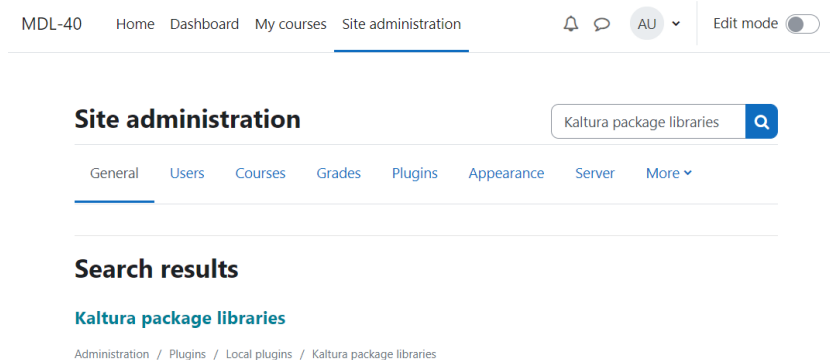 MDL-40 Home Dashboard My courses Site administration AU Edit mode
Site administration Kaltura package libraries
General Users Courses Grades Plugins Appearance Server More
Search results
Kaltura package libraries
Administration / Plugins / Local plugins / Kaltura package libraries